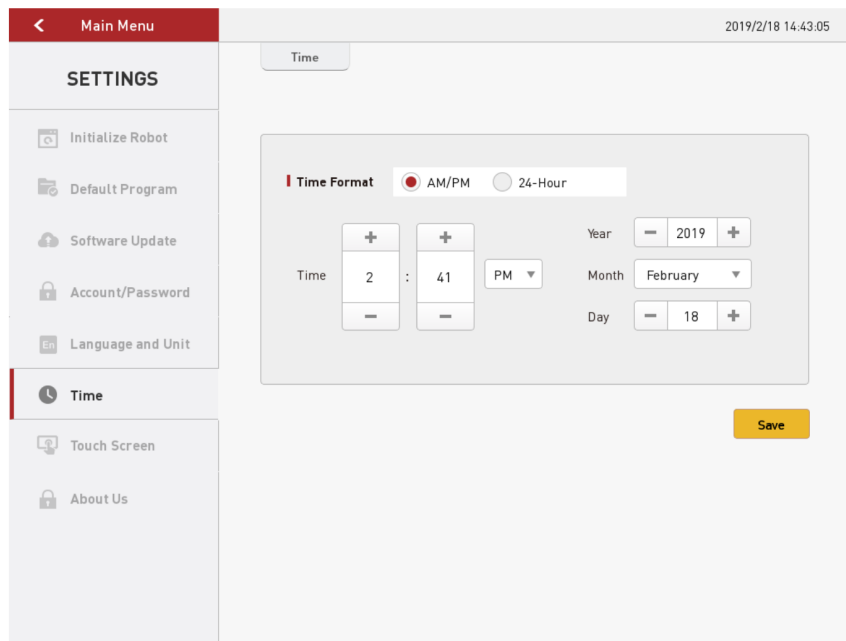 Main Menu
2019/2/18 14:43:05
SETTINGS
Initialize Robot
Default Program
Software Update
Account/Password
En Language and Unit
Time
Touch Screen
About Us
Time
Time Format AM/PM 24-Hour
Time 2 : 41 PM
Year 2019
Month February
Day 18
Save